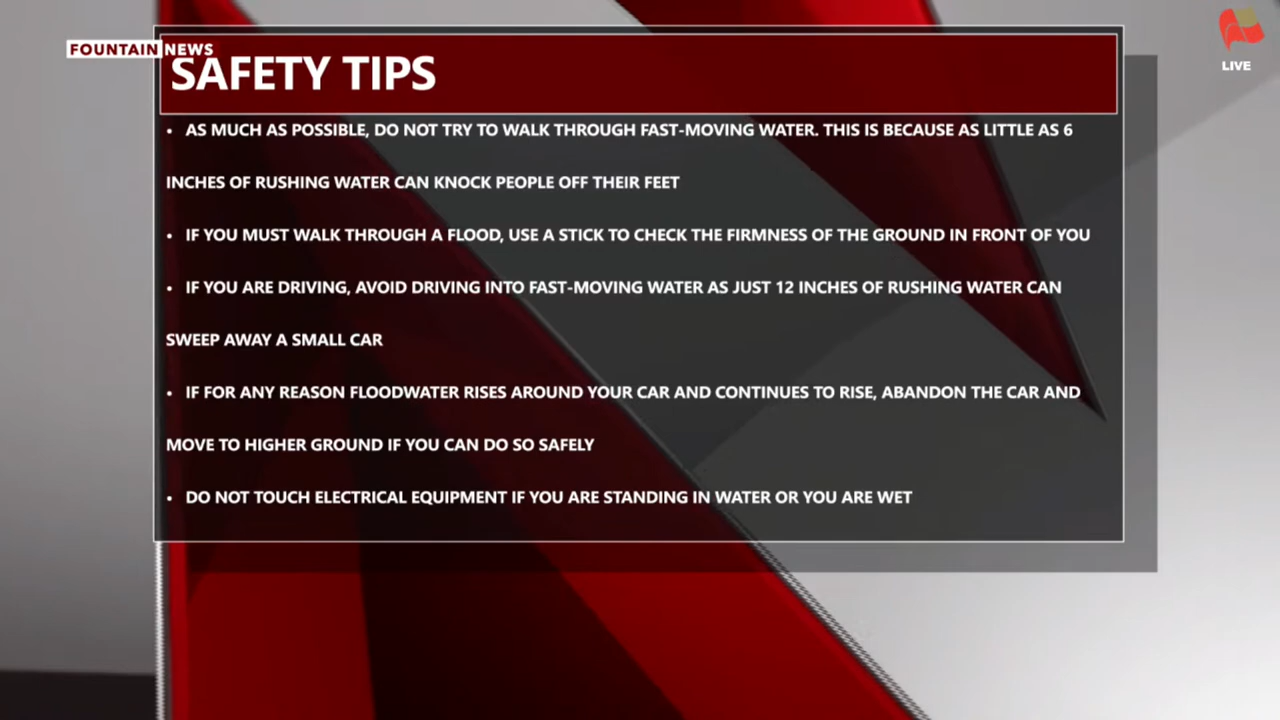 FOUNTAIN NEWS
LIVE
SAFETY TIPS
• AS MUCH AS POSSIBLE, DO NOT TRY TO WALK THROUGH FAST-MOVING WATER. THIS IS BECAUSE AS LITTLE AS 6
INCHES OF RUSHING WATER CAN KNOCK PEOPLE OFF THEIR FEET
• IF YOU MUST WALK THROUGH A FLOOD, USE A STICK TO CHECK THE FIRMNESS OF THE GROUND IN FRONT OF YOU
• IF YOU ARE DRIVING, AVOID DRIVING INTO FAST-MOVING WATER AS JUST 12 INCHES OF RUSHING WATER CAN
SWEEP AWAY A SMALL CAR
• IF FOR ANY REASON FLOODWATER RISES AROUND YOUR CAR AND CONTINUES TO RISE, ABANDON THE CAR AND
MOVE TO HIGHER GROUND IF YOU CAN DO SO SAFELY
• DO NOT TOUCH ELECTRICAL EQUIPMENT IF YOU ARE STANDING IN WATER OR YOU ARE WET